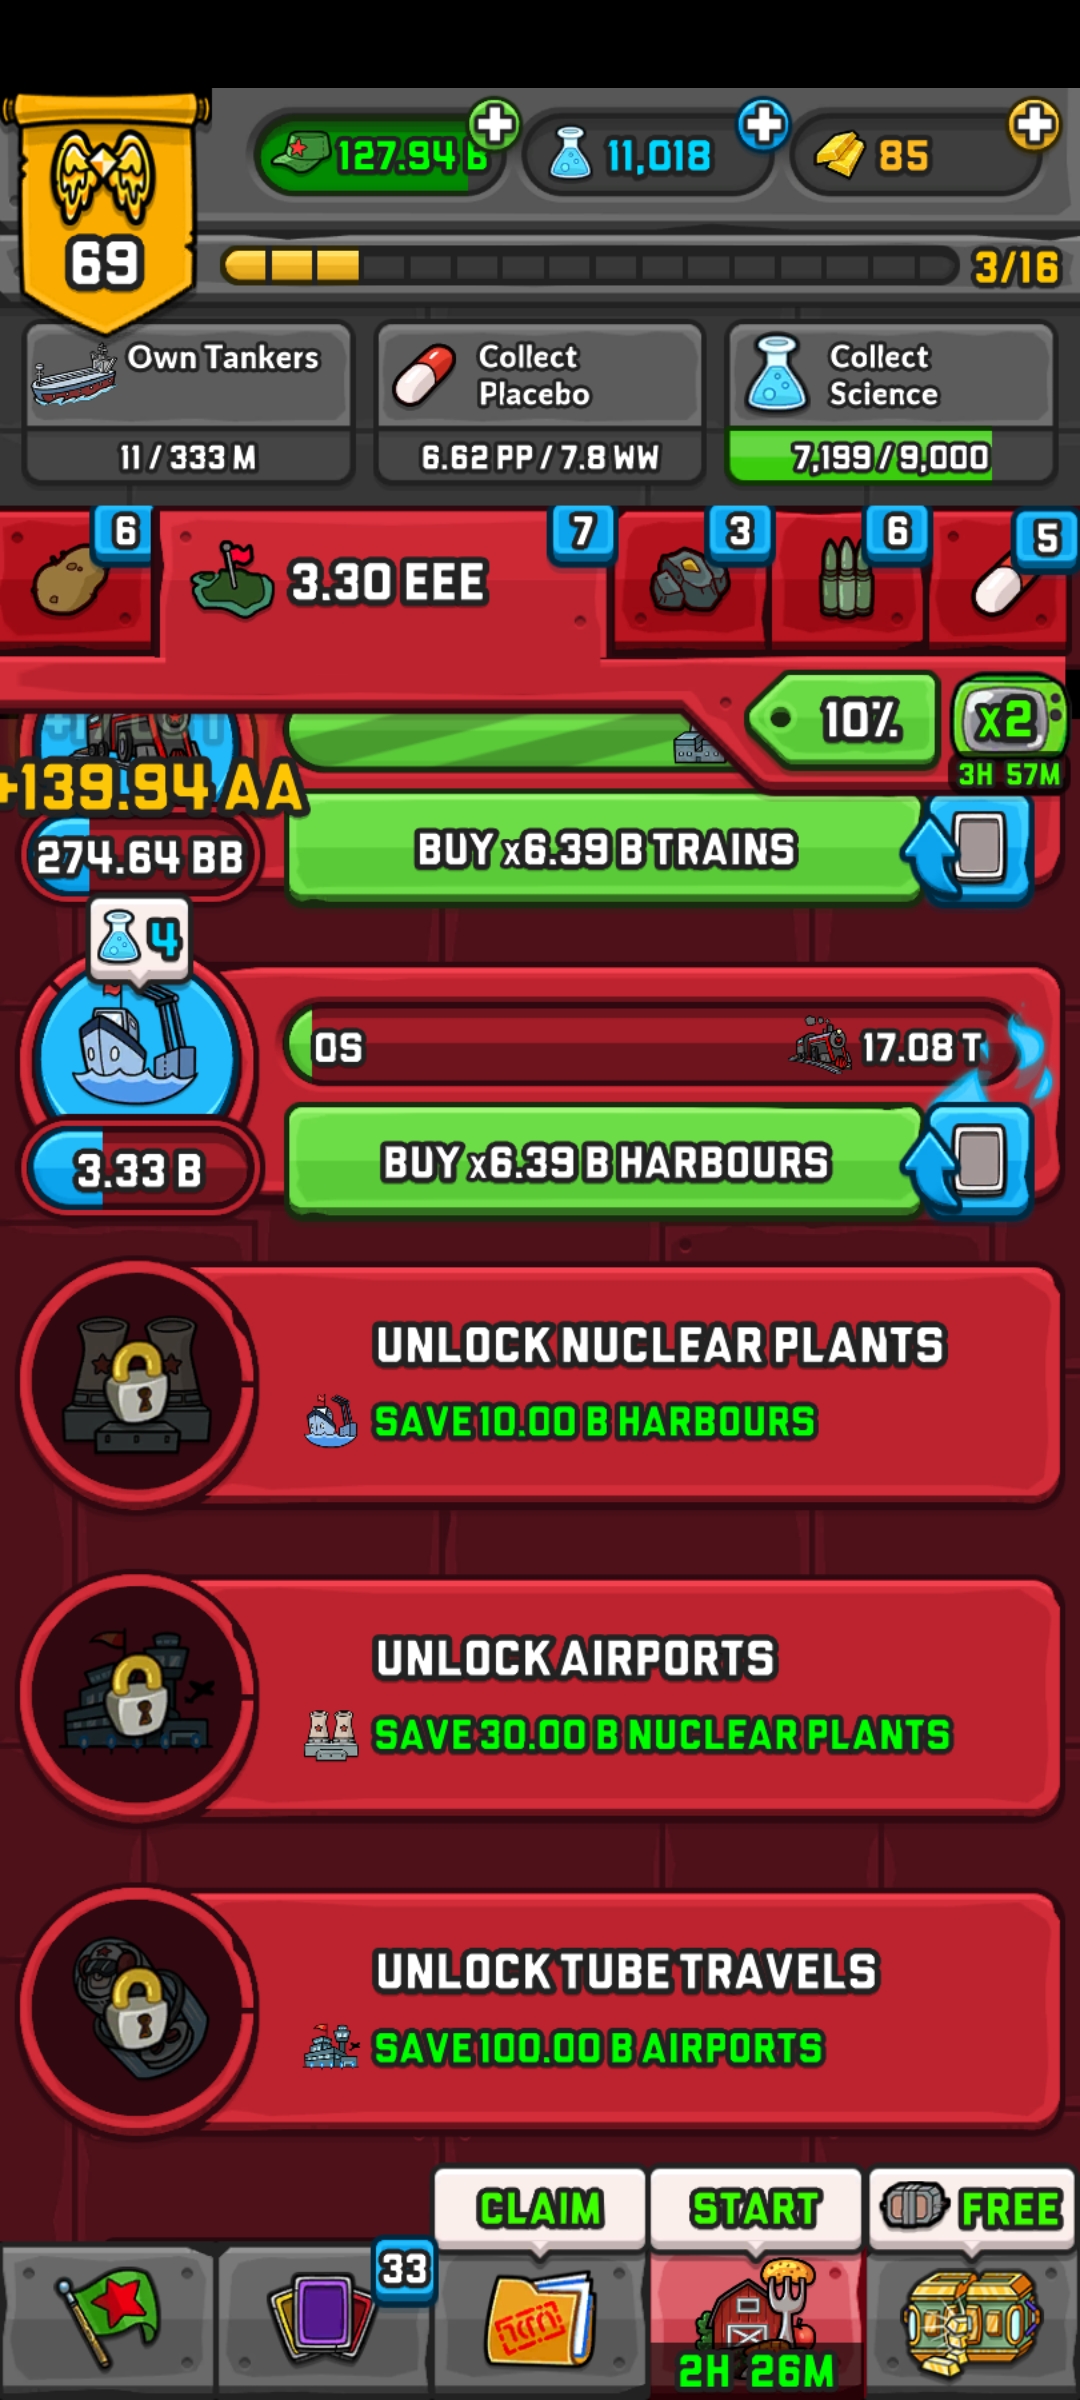 127.94 B
11,018
85
69
3/16
Own Tankers
11 / 333 M
Collect
Placebo
6.62 PP / 7.8 WW
Collect
Science
7,199 / 9,000
6
3.30 EEE
7
3
6
5
10%
x2
3H 57M
+139.94 AA
274.64 BB
BUY x6.39 B TRAINS
4
0S
17.08 T
3.33 B
BUY x6.39 B HARBOURS
UNLOCK NUCLEAR PLANTS
SAVE 10.00 B HARBOURS
UNLOCK AIRPORTS
SAVE 30.00 B NUCLEAR PLANTS
UNLOCK TUBE TRAVELS
SAVE 100.00 B AIRPORTS
CLAIM
START
FREE
33
2H 26M